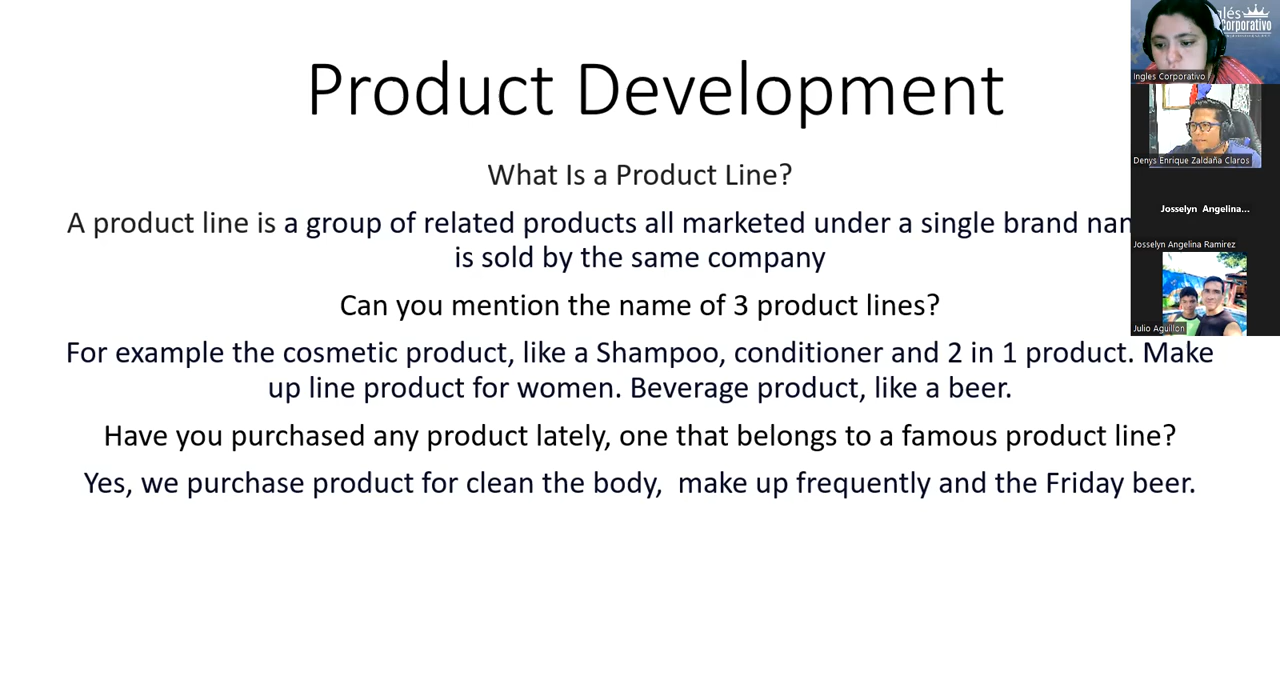 Product Development
What Is a Product Line?
A product line is a group of related products all marketed under a single brand
is sold by the same company
Can you mention the name of 3 product lines?
For example the cosmetic product, like a Shampoo, conditioner and 2 in 1 product. Make
up line product for women. Beverage product, like a beer.
Have you purchased any product lately, one that belongs to a famous product line?
Yes, we purchase product for clean the body,  make up frequently and the Friday beer.
Corporativo
Ingles Corporativo
Denys Enrique Zaldaña Claros
Josselyn Angelina...
Josselyn Angelina Ramirez
Julio Aguillon